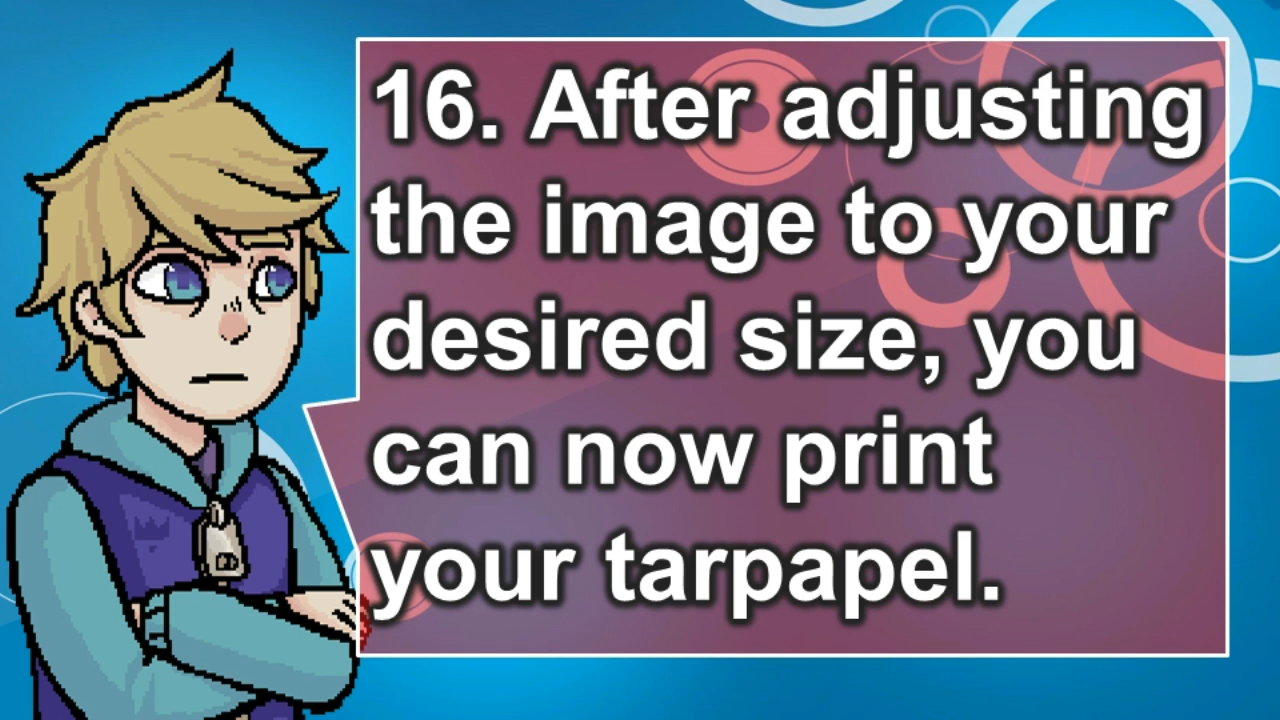 16. After adjusting
the image to your
desired size, you
can now print
your tarpapel.